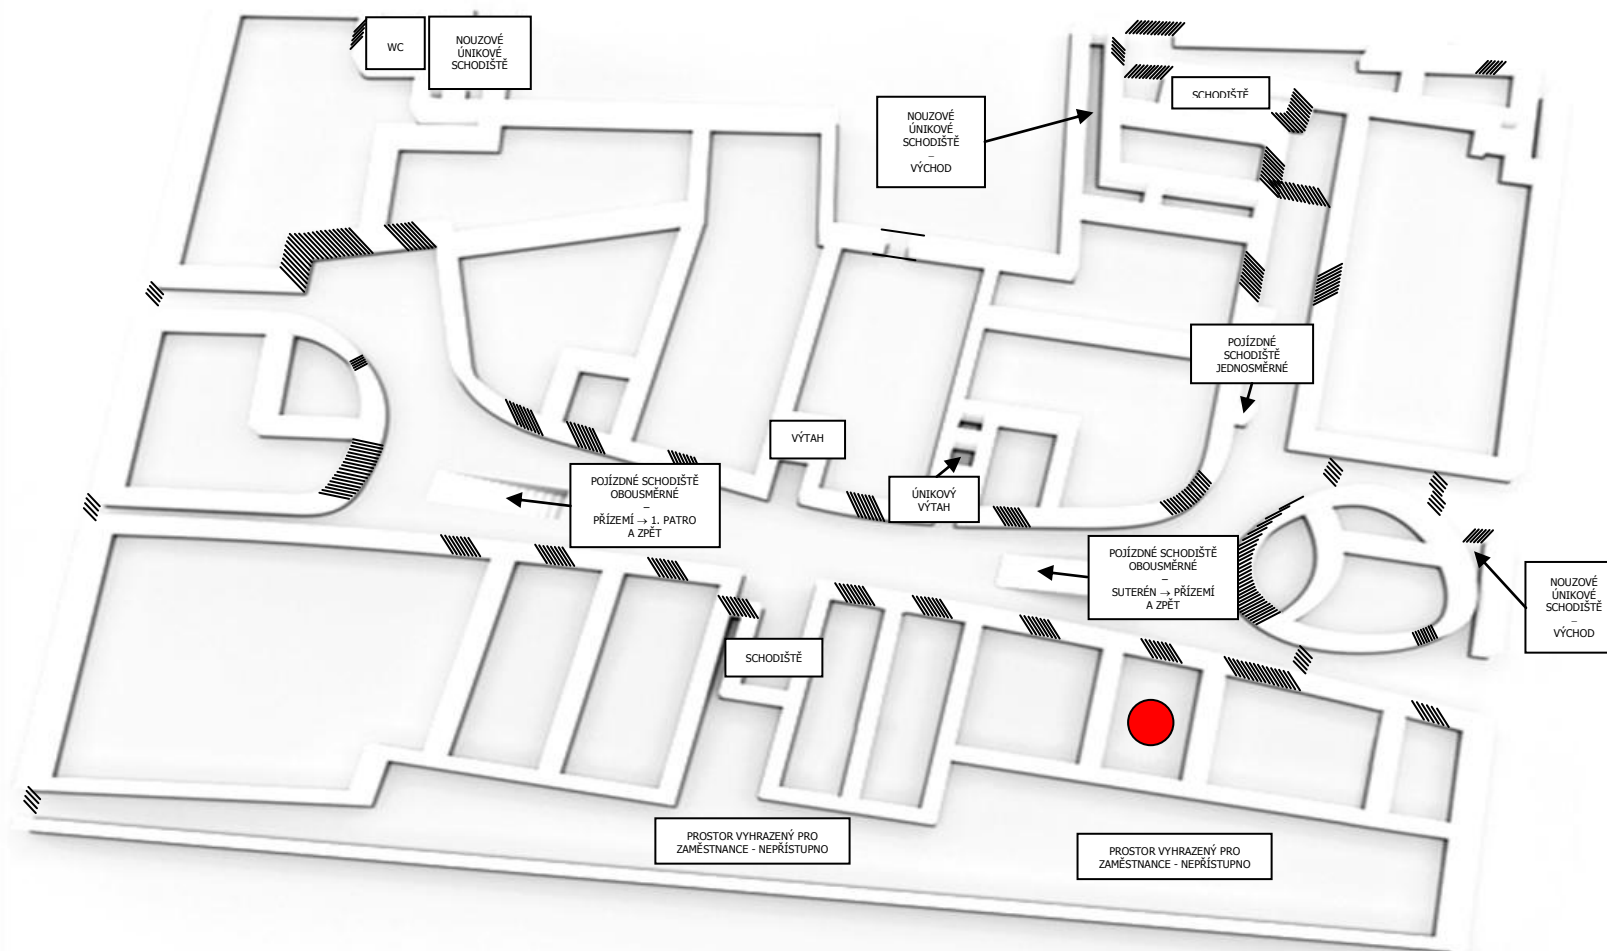 WC
NOUZOVÉ
ÚNIKOVÉ
SCHODIŠTĚ
NOUZOVÉ
ÚNIKOVÉ
SCHODIŠTĚ
–
VÝCHOD
SCHODIŠTĚ
POJÍZDNÉ
SCHODIŠTĚ
JEDNOSMĚRNÉ
VÝTAH
POJÍZDNÉ SCHODIŠTĚ
OBOUSMĚRNÉ
–
PŘÍZEMÍ → 1. PATRO
A ZPĚT
ÚNIKOVÝ
VÝTAH
POJÍZDNÉ SCHODIŠTĚ
OBOUSMĚRNÉ
–
SUTERÉN → PŘÍZEMÍ
A ZPĚT
NOUZOVÉ
ÚNIKOVÉ
SCHODIŠTĚ
–
VÝCHOD
SCHODIŠTĚ
PROSTOR VYHRAZENÝ PRO
ZAMĚSTNANCE - NEPŘÍSTUPNO
PROSTOR VYHRAZENÝ PRO
ZAMĚSTNANCE - NEPŘÍSTUPNO